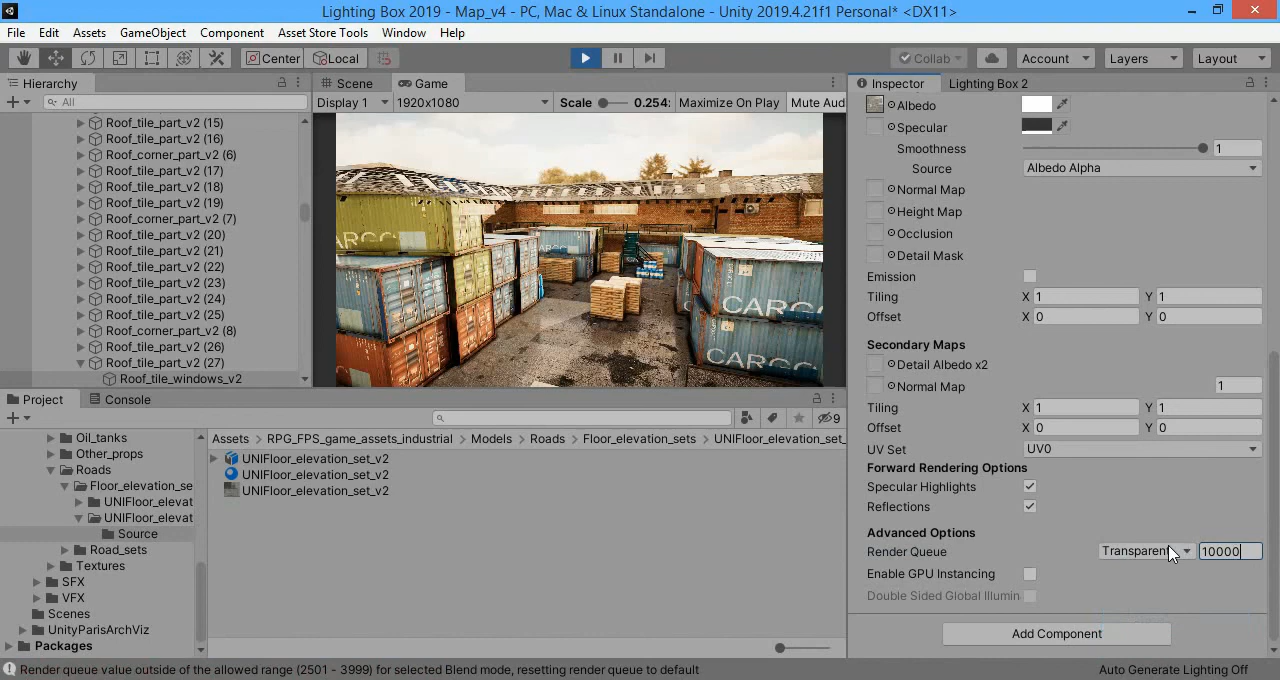 Lighting Box 2019 - Map_v4 - PC, Mac & Linux Standalone - Unity 2019.4.21f1 Personal* <DX11>
File Edit Assets GameObject Component Asset Store Tools Window Help
Center Local Collab Account Layers Layout
Hierarchy
All
Roof_tile_part_v2 (15)
Roof_tile_part_v2 (16)
Roof_corner_part_v2 (6)
Roof_tile_part_v2 (17)
Roof_tile_part_v2 (18)
Roof_tile_part_v2 (19)
Roof_corner_part_v2 (7)
Roof_tile_part_v2 (20)
Roof_tile_part_v2 (21)
Roof_tile_part_v2 (22)
Roof_tile_part_v2 (23)
Roof_tile_part_v2 (24)
Roof_tile_part_v2 (25)
Roof_corner_part_v2 (8)
Roof_tile_part_v2 (26)
Roof_tile_part_v2 (27)
Roof_tile_windows_v2
Scene Game
Display 1 1920x1080 Scale 0.254: Maximize On Play Mute Aud
CARGO
CARGO
CARGO
Inspector Lighting Box 2
Albedo
Specular
Smoothness 1
Source Albedo Alpha
Normal Map
Height Map
Occlusion
Detail Mask
Emission
Tiling X 1 Y 1
Offset X 0 Y 0
Secondary Maps
Detail Albedo x2
Normal Map 1
Tiling X 1 Y 1
Offset X 0 Y 0
UV Set UV0
Forward Rendering Options
Specular Highlights
Reflections
Advanced Options
Render Queue Transparent 10000
Enable GPU Instancing
Double Sided Global Illumin
Add Component
Project Console
9
Oil_tanks
Other_props
Roads
Floor_elevation_se
UNIFloor_elevat
UNIFloor_elevat
Source
Road_sets
Textures
SFX
VFX
Scenes
UnityParisArchViz
Packages
Assets > RPG_FPS_game_assets_industrial > Models > Roads > Floor_elevation_sets > UNIFloor_elevation_set_
UNIFloor_elevation_set_v2
UNIFloor_elevation_set_v2
UNIFloor_elevation_set_v2
Render queue value outside of the allowed range (2501 - 3999) for selected Blend mode, resetting render queue to default
Auto Generate Lighting Off